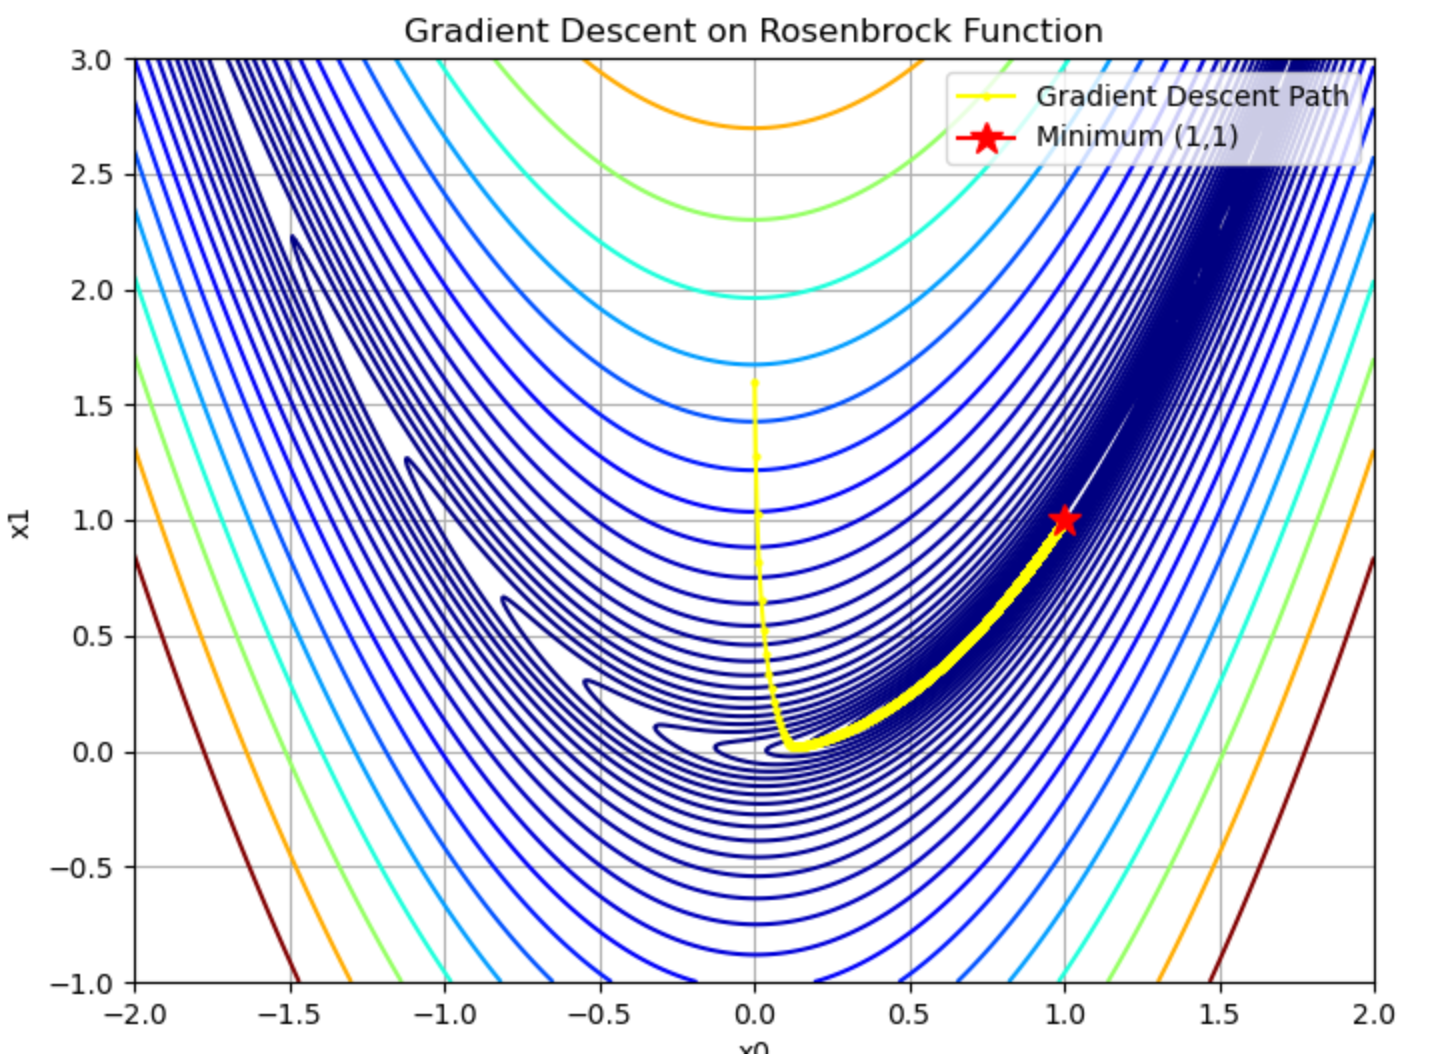 Gradient Descent on Rosenbrock Function
3.0
2.5
2.0
1.5
1.0
0.5
0.0
−0.5
−1.0
x1
Gradient Descent Path
Minimum (1,1)
−2.0 −1.5 −1.0 −0.5 0.0 0.5 1.0 1.5 2.0
x0